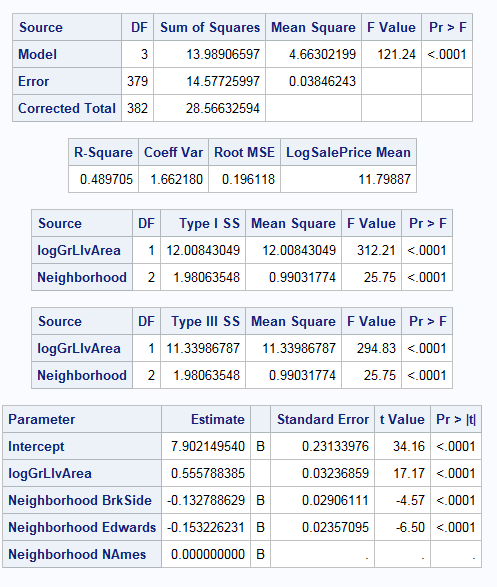 Source DF Sum of Squares Mean Square F Value Pr > F
Model 3 13.98906597 4.66302199 121.24 <.0001
Error 379 14.57725997 0.03846243
Corrected Total 382 28.56632594
R-Square Coeff Var Root MSE LogSalePrice Mean
0.489705 1.662180 0.196118 11.79887
Source DF Type I SS Mean Square F Value Pr > F
logGrLIvArea 1 12.00843049 12.00843049 312.21 <.0001
Neighborhood 2 1.98063548 0.99031774 25.75 <.0001
Source DF Type III SS Mean Square F Value Pr > F
logGrLIvArea 1 11.33986787 11.33986787 294.83 <.0001
Neighborhood 2 1.98063548 0.99031774 25.75 <.0001
Parameter Estimate Standard Error t Value Pr > |t|
Intercept 7.902149540 B 0.23133976 34.16 <.0001
logGrLIvArea 0.555788385 0.03236859 17.17 <.0001
Neighborhood BrkSide -0.132788629 B 0.02906111 -4.57 <.0001
Neighborhood Edwards -0.153226231 B 0.02357095 -6.50 <.0001
Neighborhood NAmes 0.000000000 B . . .